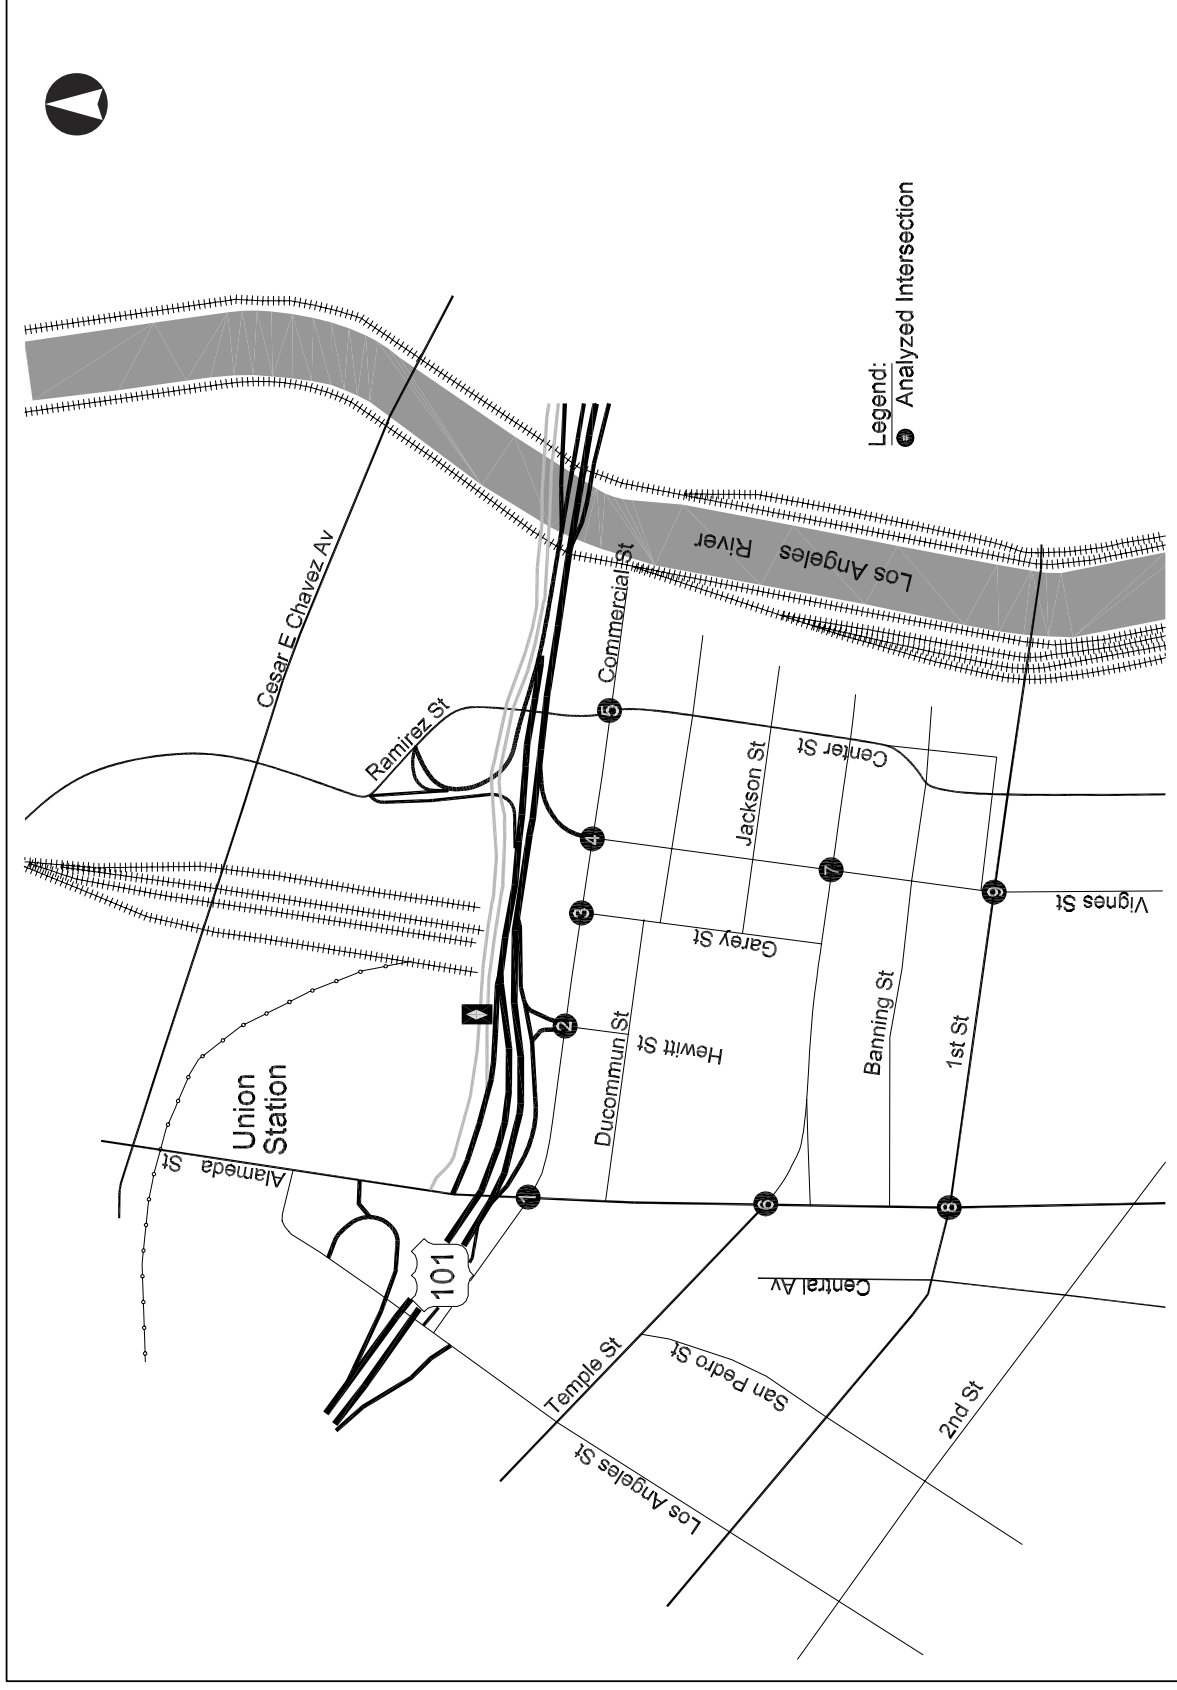 Cesar E Chavez Av
Ramirez St
Commercial St
Los Angeles
River
Legend:
# Analyzed Intersection
Union
Station
Alameda St
101
Jackson St
Center St
Garey St
Ducommun St
Hewitt St
Banning St
1st St
Vignes St
Temple St
San Pedro St
Los Angeles St
Central Av
2nd St
1
2
3
4
5
6
7
8
9